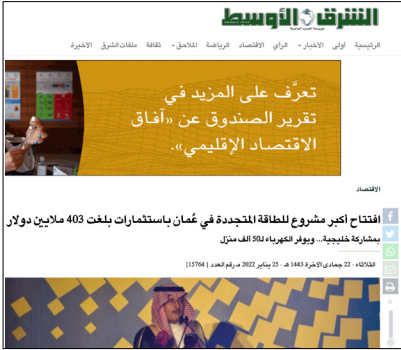 الشرق الأوسط
جريدة العرب الدولية
الرئيسية أولى الأخبار الرأي الاقتصاد الرياضة الملاحق ثقافة ملفات الشرق الأخيرة
تعرَّف على المزيد في
تقرير الصندوق عن «آفاق
الاقتصاد الإقليمي».
الاقتصاد
افتتاح أكبر مشروع للطاقة المتجددة في عُمان باستثمارات بلغت 403 ملايين دولار
بمشاركة خليجية... ويوفر الكهرباء لـ50 ألف منزل
الثلاثاء - 22 جمادى الآخرة 1443 هـ - 25 يناير 2022 مـ رقم العدد [ 15764]